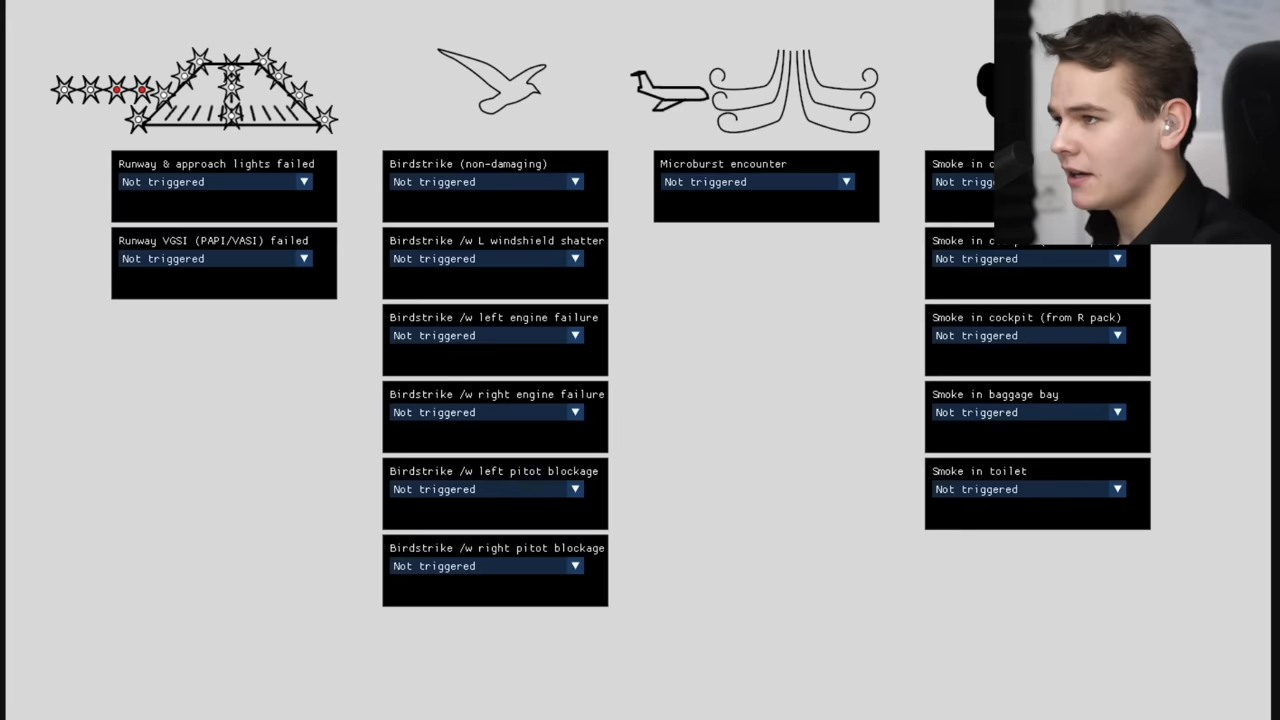 Runway & approach lights failed
Not triggered
Runway VGSI (PAPI/VASI) failed
Not triggered
Birdstrike (non-damaging)
Not triggered
Birdstrike /w L windshield shatter
Not triggered
Birdstrike /w left engine failure
Not triggered
Birdstrike /w right engine failure
Not triggered
Birdstrike /w left pitot blockage
Not triggered
Birdstrike /w right pitot blockage
Not triggered
Microburst encounter
Not triggered
Smoke in
Not
Smoke in
Not triggered
Smoke in cockpit (from R pack)
Not triggered
Smoke in baggage bay
Not triggered
Smoke in toilet
Not triggered